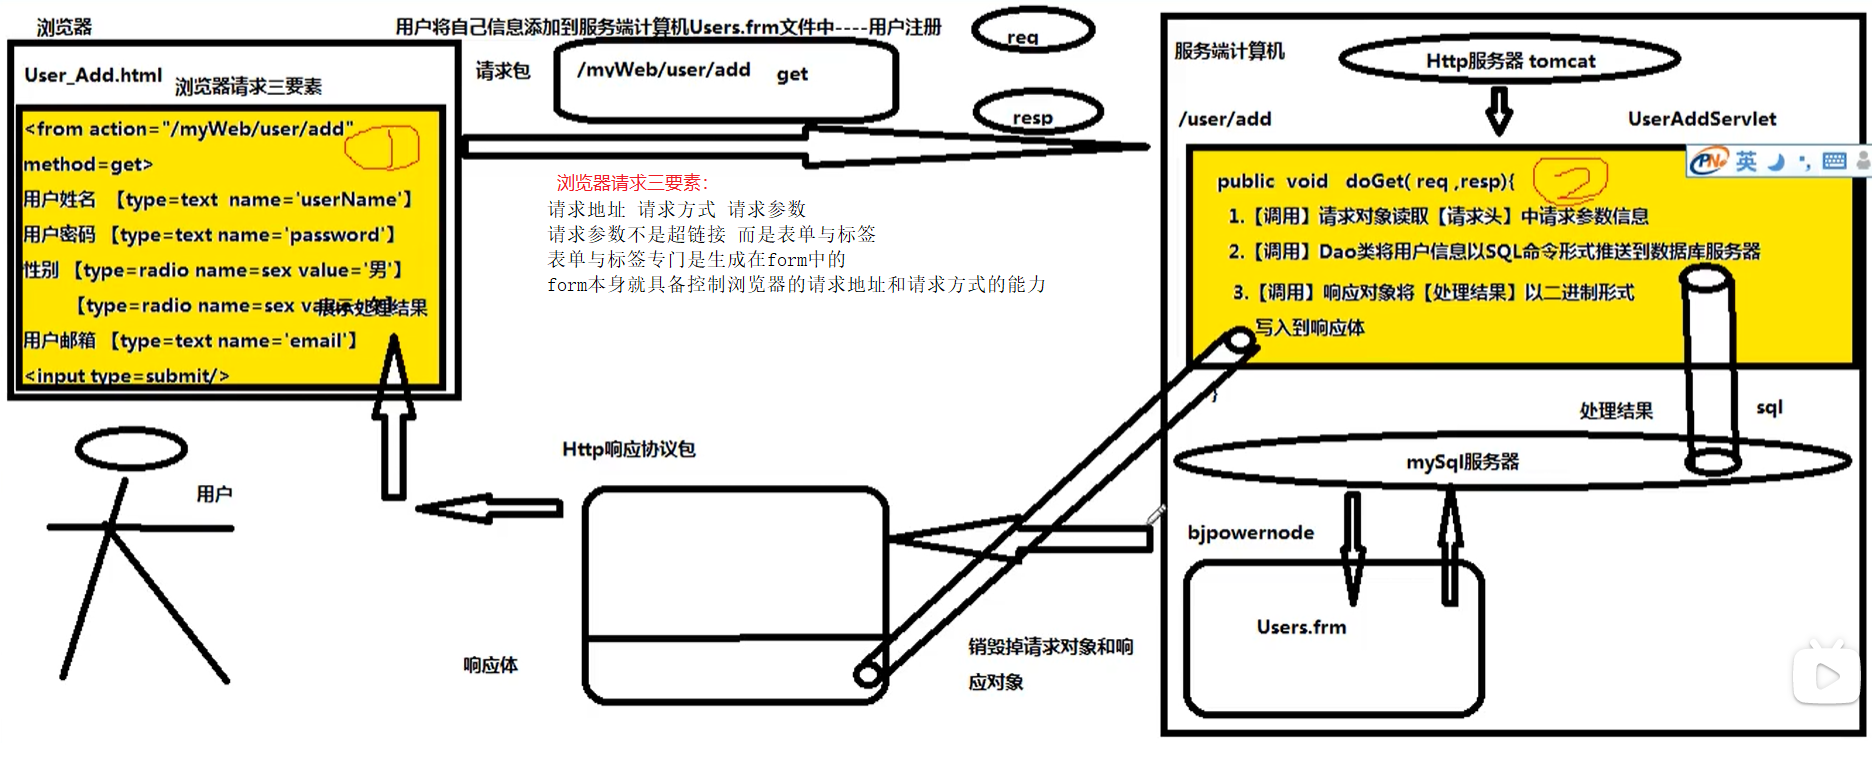 浏览器
用户将自己信息添加到服务端计算机Users.frm文件中----用户注册
User_Add.html
浏览器请求三要素
<from action="/myWeb/user/add"
method=get>
用户姓名 【type=text name='userName'】
用户密码 【type=text name='password'】
性别 【type=radio name=sex value='男'】
【type=radio name=sex
展示处理结果
用户邮箱 【type=text name='email'】
<input type=submit/>
1
用户
请求包
/myWeb/user/add get
req
resp
浏览器请求三要素：
请求地址 请求方式 请求参数
请求参数不是超链接 而是表单与标签
表单与标签专门是生成在form中的
form本身就具备控制浏览器的请求地址和请求方式的能力
服务端计算机
Http服务器 tomcat
/user/add
UserAddServlet
英
public void doGet( req ,resp){
2
1.【调用】请求对象读取【请求头】中请求参数信息
2.【调用】Dao类将用户信息以SQL命令形式推送到数据库服务器
3.【调用】响应对象将【处理结果】以二进制形式
写入到响应体
}
处理结果
sql
mySql服务器
bjpowernode
Users.frm
Http响应协议包
响应体
销毁掉请求对象和响
应对象